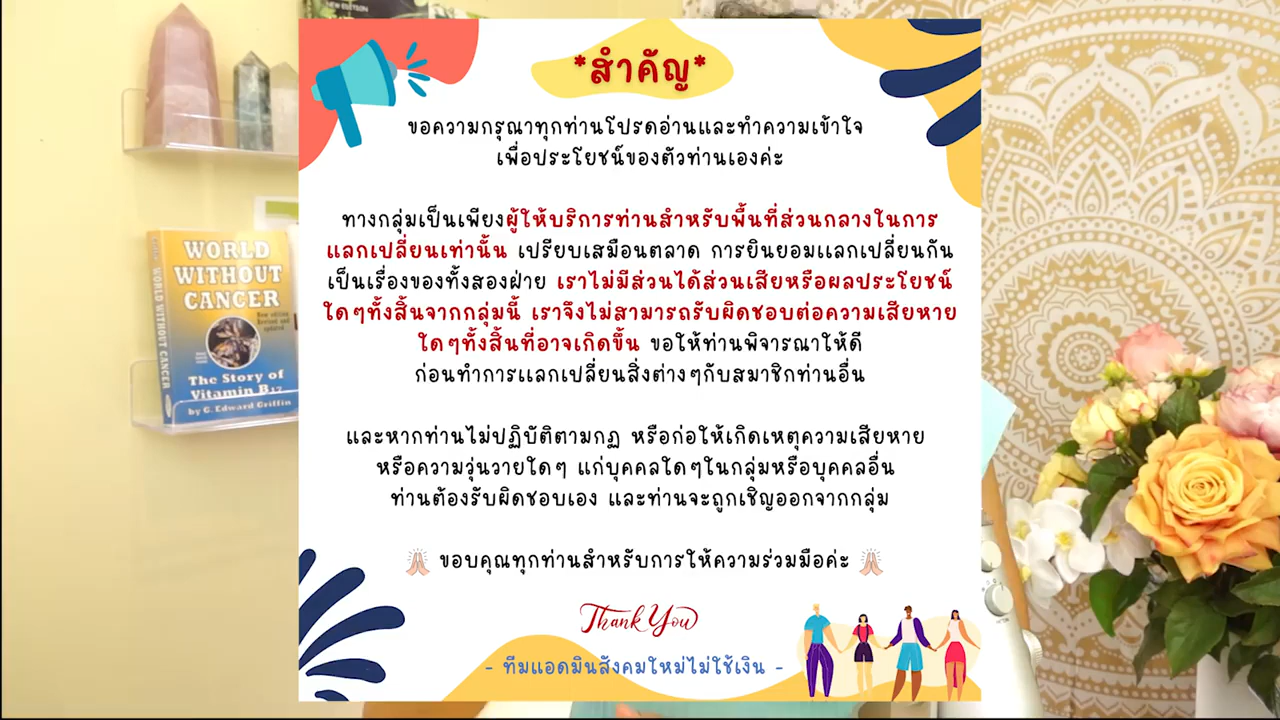 NEW EDITION
*สำคัญ*
ขอความกรุณาทุกท่านโปรดอ่านและทำความเข้าใจ
เพื่อประโยชน์ของตัวท่านเองค่ะ
ทางกลุ่มเป็นเพียงผู้ให้บริการท่านสำหรับพื้นที่ส่วนกลางในการ
แลกเปลี่ยนเท่านั้น เปรียบเสมือนตลาด การยินยอมแลกเปลี่ยนกัน
เป็นเรื่องของทั้งสองฝ่าย เราไม่มีส่วนได้ส่วนเสียหรือผลประโยชน์
ใดๆทั้งสิ้นจากกลุ่มนี้ เราจึงไม่สามารถรับผิดชอบต่อความเสียหาย
ใดๆทั้งสิ้นที่อาจเกิดขึ้น ขอให้ท่านพิจารณาให้ดี
ก่อนทำการแลกเปลี่ยนสิ่งต่างๆกับสมาชิกท่านอื่น
และหากท่านไม่ปฏิบัติตามกฏ หรือก่อให้เกิดเหตุความเสียหาย
หรือความวุ่นวายใดๆ แก่บุคคลใดๆในกลุ่มหรือบุคคลอื่น
ท่านต้องรับผิดชอบเอง และท่านจะถูกเชิญออกจากกลุ่ม
ขอบคุณทุกท่านสำหรับการให้ความร่วมมือค่ะ
Thank You
- ทีมแอดมินสังคมใหม่ไม่ใช้เงิน -
WORLD
WITHOUT
CANCER
New edition
Revised and
updated
The Story of
Vitamin B17
by G. Edward Griffin
WORLD WITHOUT CANCER